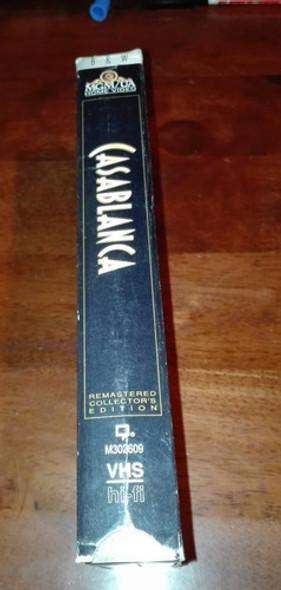 B & W
MGM/UA
HOME VIDEO
CASABLANCA
REMASTERED
COLLECTOR'S
EDITION
M302609
VHS
hi-fi